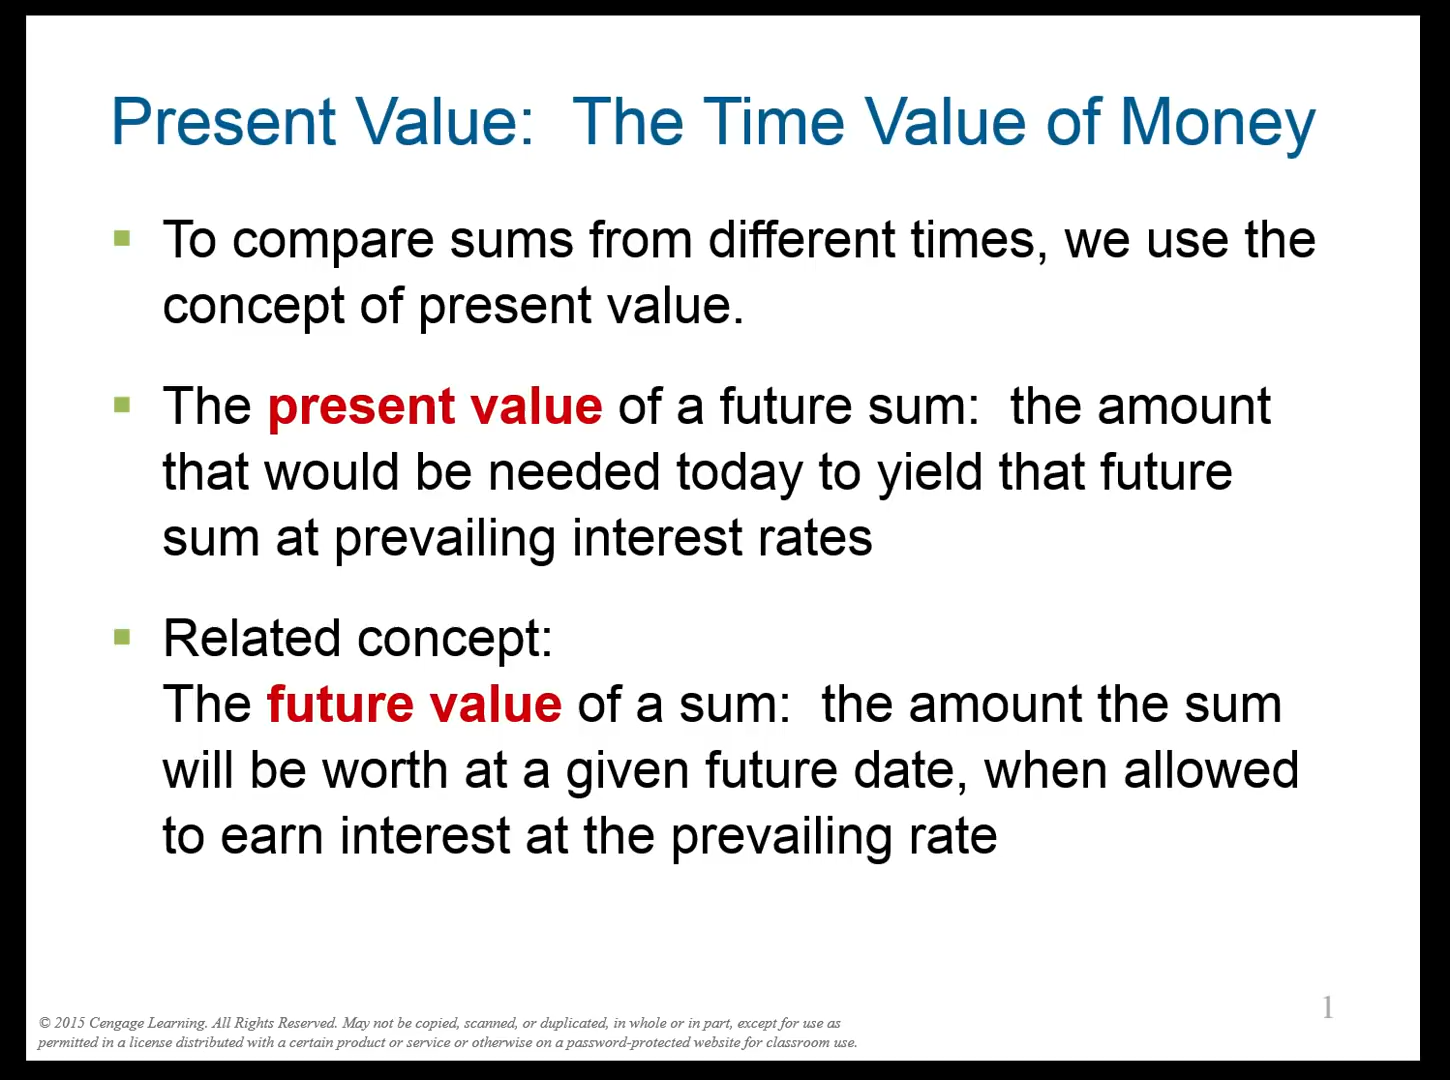 Present Value:  The Time Value of Money
To compare sums from different times, we use the
concept of present value.
The present value of a future sum:  the amount
that would be needed today to yield that future
sum at prevailing interest rates
Related concept:
The future value of a sum:  the amount the sum
will be worth at a given future date, when allowed
to earn interest at the prevailing rate
1
© 2015 Cengage Learning. All Rights Reserved. May not be copied, scanned, or duplicated, in whole or in part, except for use as
permitted in a license distributed with a certain product or service or otherwise on a password-protected website for classroom use.